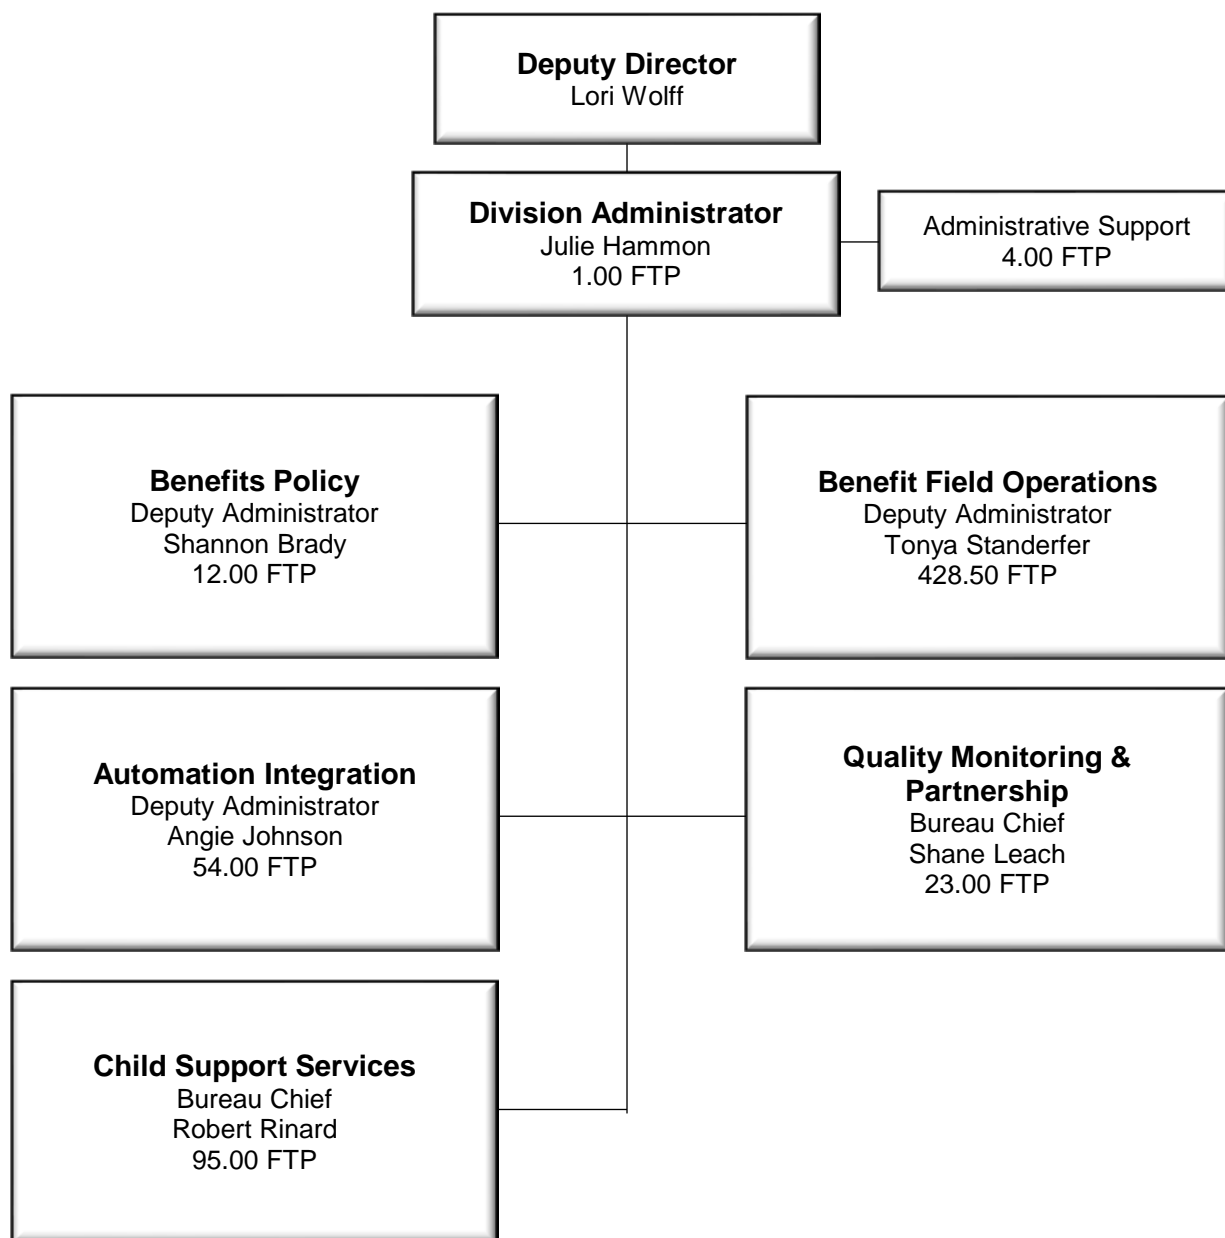 Deputy Director
Lori Wolff
Division Administrator
Julie Hammon
1.00 FTP
Administrative Support
4.00 FTP
Benefits Policy
Deputy Administrator
Shannon Brady
12.00 FTP
Benefit Field Operations
Deputy Administrator
Tonya Standerfer
428.50 FTP
Automation Integration
Deputy Administrator
Angie Johnson
54.00 FTP
Quality Monitoring &
Partnership
Bureau Chief
Shane Leach
23.00 FTP
Child Support Services
Bureau Chief
Robert Rinard
95.00 FTP